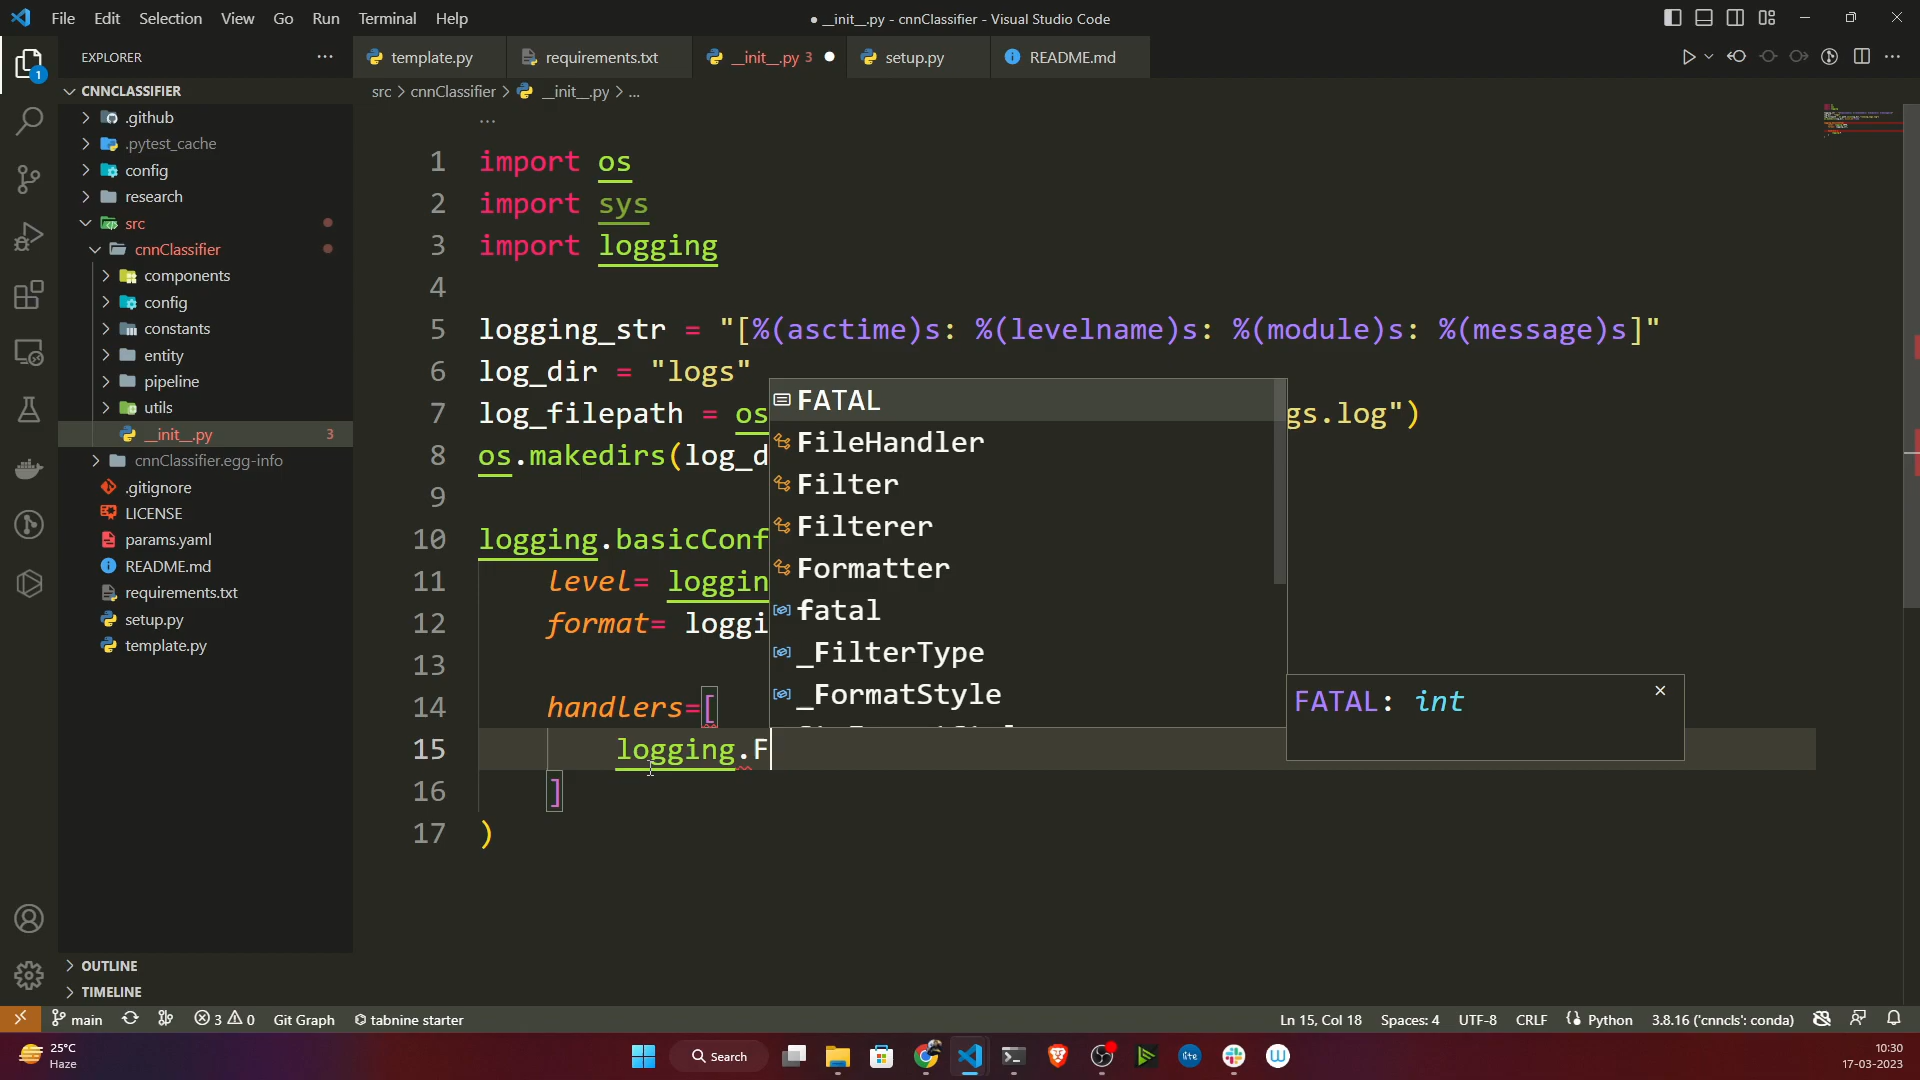 File Edit Selection View Go Run Terminal Help
● __init__.py - cnnClassifier - Visual Studio Code
EXPLORER ...
template.py
requirements.txt
__init__.py 3 ●
setup.py
README.md
1
CNNCLASSIFIER
src > cnnClassifier > __init__.py > ...
.github
.pytest_cache
config
research
src
cnnClassifier
components
config
constants
entity
pipeline
utils
__init__.py 3
cnnClassifier.egg-info
.gitignore
LICENSE
params.yaml
README.md
requirements.txt
setup.py
template.py
OUTLINE
TIMELINE
...
1 import os
2 import sys
3 import logging
4
5 logging_str = "[%(asctime)s: %(levelname)s: %(module)s: %(message)s]"
6 log_dir = "logs"
7 log_filepath = os gs.log")
8 os.makedirs(log_d
9
10 logging.basicConf
11 level= loggin
12 format= loggi
13
14 handlers=[
15 logging.F
16 ]
17 )
FATAL
FileHandler
Filter
Filterer
Formatter
fatal
_FilterType
_FormatStyle
FATAL: int
main 3 0 Git Graph tabnine starter
Ln 15, Col 18 Spaces: 4 UTF-8 CRLF Python 3.8.16 ('cnncls': conda)
25°C
Haze
Search
lite
10:30
17-03-2023